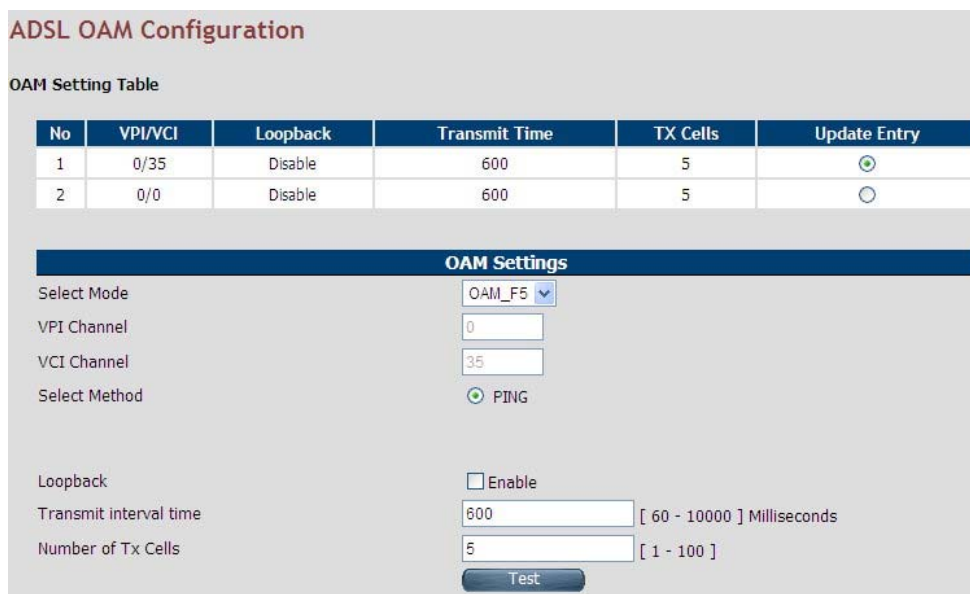 ADSL OAM Configuration
OAM Setting Table
No VPI/VCI Loopback Transmit Time TX Cells Update Entry
1 0/35 Disable 600 5
2 0/0 Disable 600 5
OAM Settings
Select Mode OAM_F5
VPI Channel 0
VCI Channel 35
Select Method PING
Loopback Enable
Transmit interval time 600 [ 60 - 10000 ] Milliseconds
Number of Tx Cells 5 [ 1 - 100 ]
Test